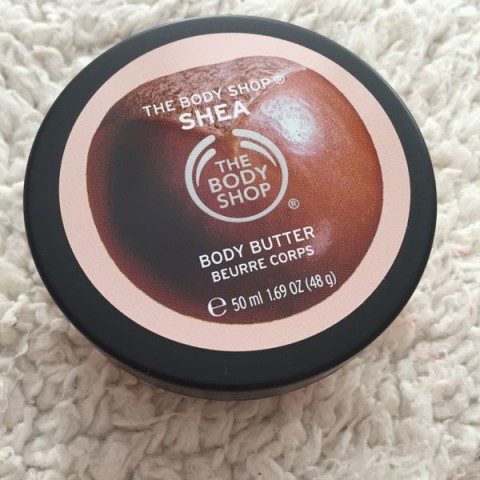 THE BODY SHOP®
SHEA
THE
BODY
SHOP
®
BODY BUTTER
BEURRE CORPS
℮ 50 ml 1.69 OZ (48 g)